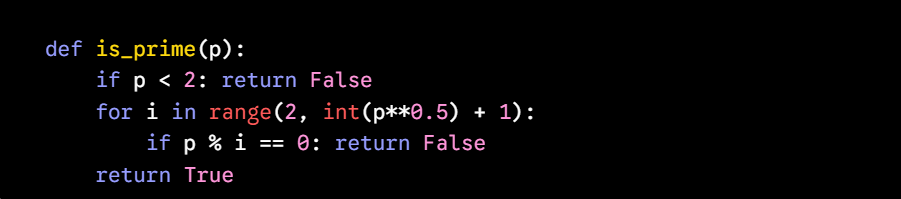 def is_prime(p):
    if p < 2: return False
    for i in range(2, int(p**0.5) + 1):
        if p % i == 0: return False
    return True